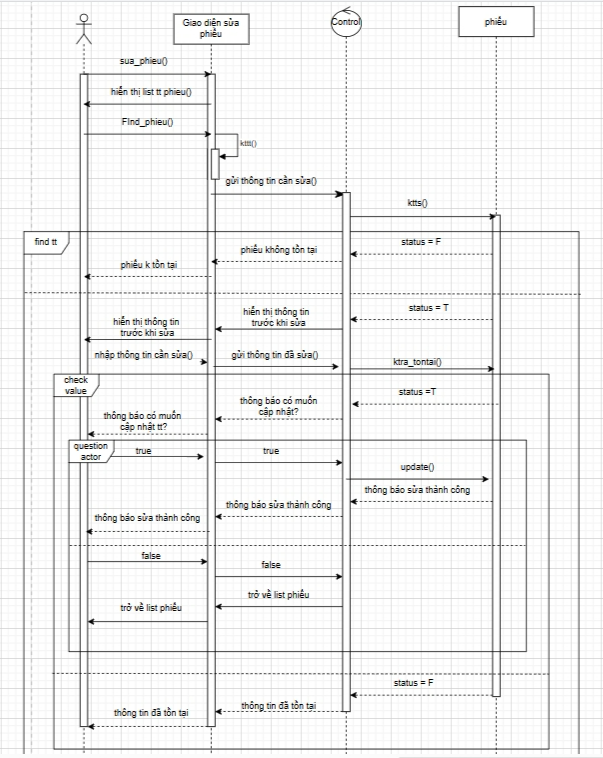 Giao diện sửa
phiếu
Control
phiếu
sua_phieu()
hiển thị list tt phieu()
FInd_phieu()
kttt()
gửi thông tin cần sửa()
ktts()
find tt
status = F
phiếu không tồn tại
phiếu k tồn tại
status = T
hiển thị thông tin
trước khi sửa
hiển thị thông tin
trước khi sửa
nhập thông tin cần sửa()
gửi thông tin đã sửa()
ktra_tontai()
check
value
status =T
thông báo có muốn
cập nhật?
thông báo có muốn
cập nhật tt?
question
actor
true
true
update()
thông báo sửa thành công
thông báo sửa thành công
thông báo sửa thành công
false
false
trở về list phiếu
trở về list phiếu
status = F
thông tin đã tồn tại
thông tin đã tồn tại